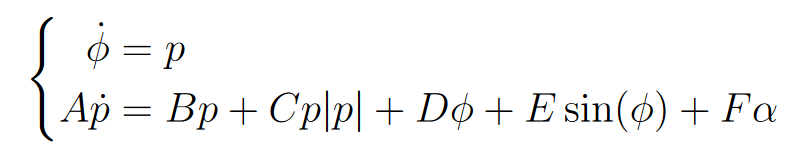 ϕ̇ = p
Aṗ = Bp + Cp|p| + Dϕ + E sin(ϕ) + Fα